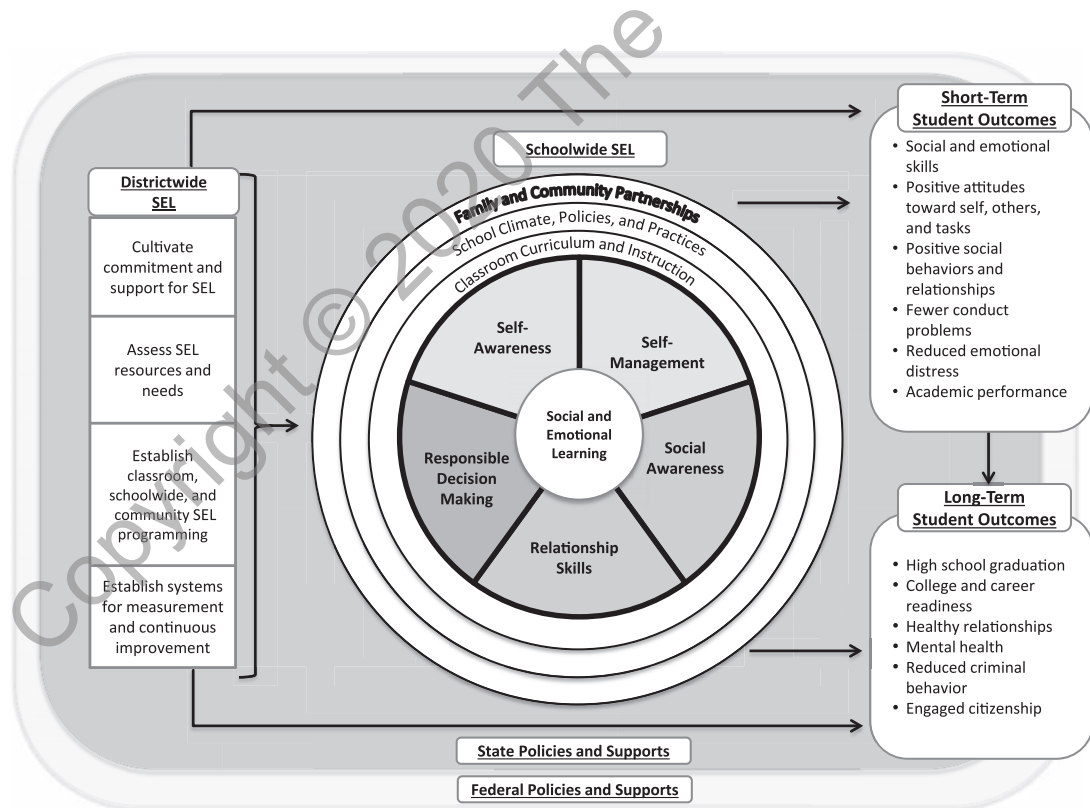 Copyright © 2020 The
Districtwide
SEL
Cultivate
commitment and
support for SEL
Assess SEL
resources and
needs
Establish
classroom,
schoolwide, and
community SEL
programming
Establish systems
for measurement
and continuous
improvement
Schoolwide SEL
Family and Community Partnerships
School Climate, Policies, and Practices
Classroom Curriculum and Instruction
Self-
Awareness
Self-
Management
Social and
Emotional
Learning
Social
Awareness
Responsible
Decision
Making
Relationship
Skills
Short-Term
Student Outcomes
• Social and emotional
skills
• Positive attitudes
toward self, others,
and tasks
• Positive social
behaviors and
relationships
• Fewer conduct
problems
• Reduced emotional
distress
• Academic performance
Long-Term
Student Outcomes
• High school graduation
• College and career
readiness
• Healthy relationships
• Mental health
• Reduced criminal
behavior
• Engaged citizenship
State Policies and Supports
Federal Policies and Supports